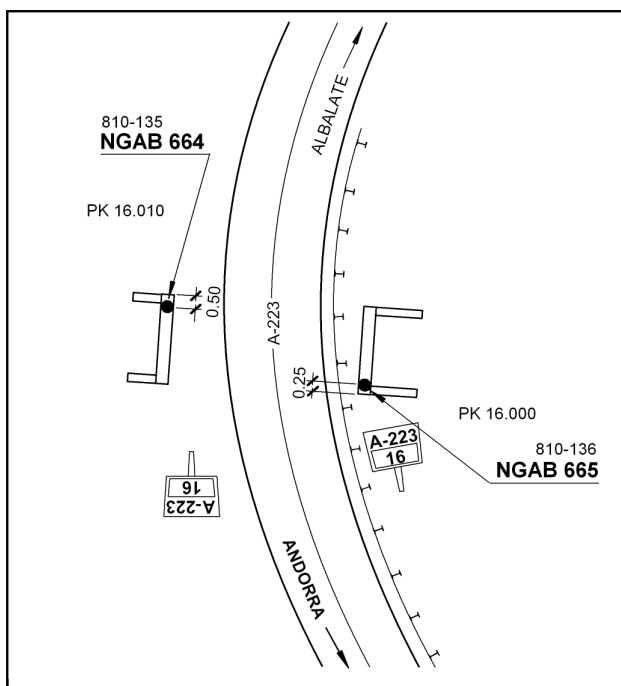 ALBALATE
810-135
NGAB 664
PK 16.010
0.50
A-223
0.25
PK 16.000
A-223
16
810-136
NGAB 665
A-223
16
ANDORRA